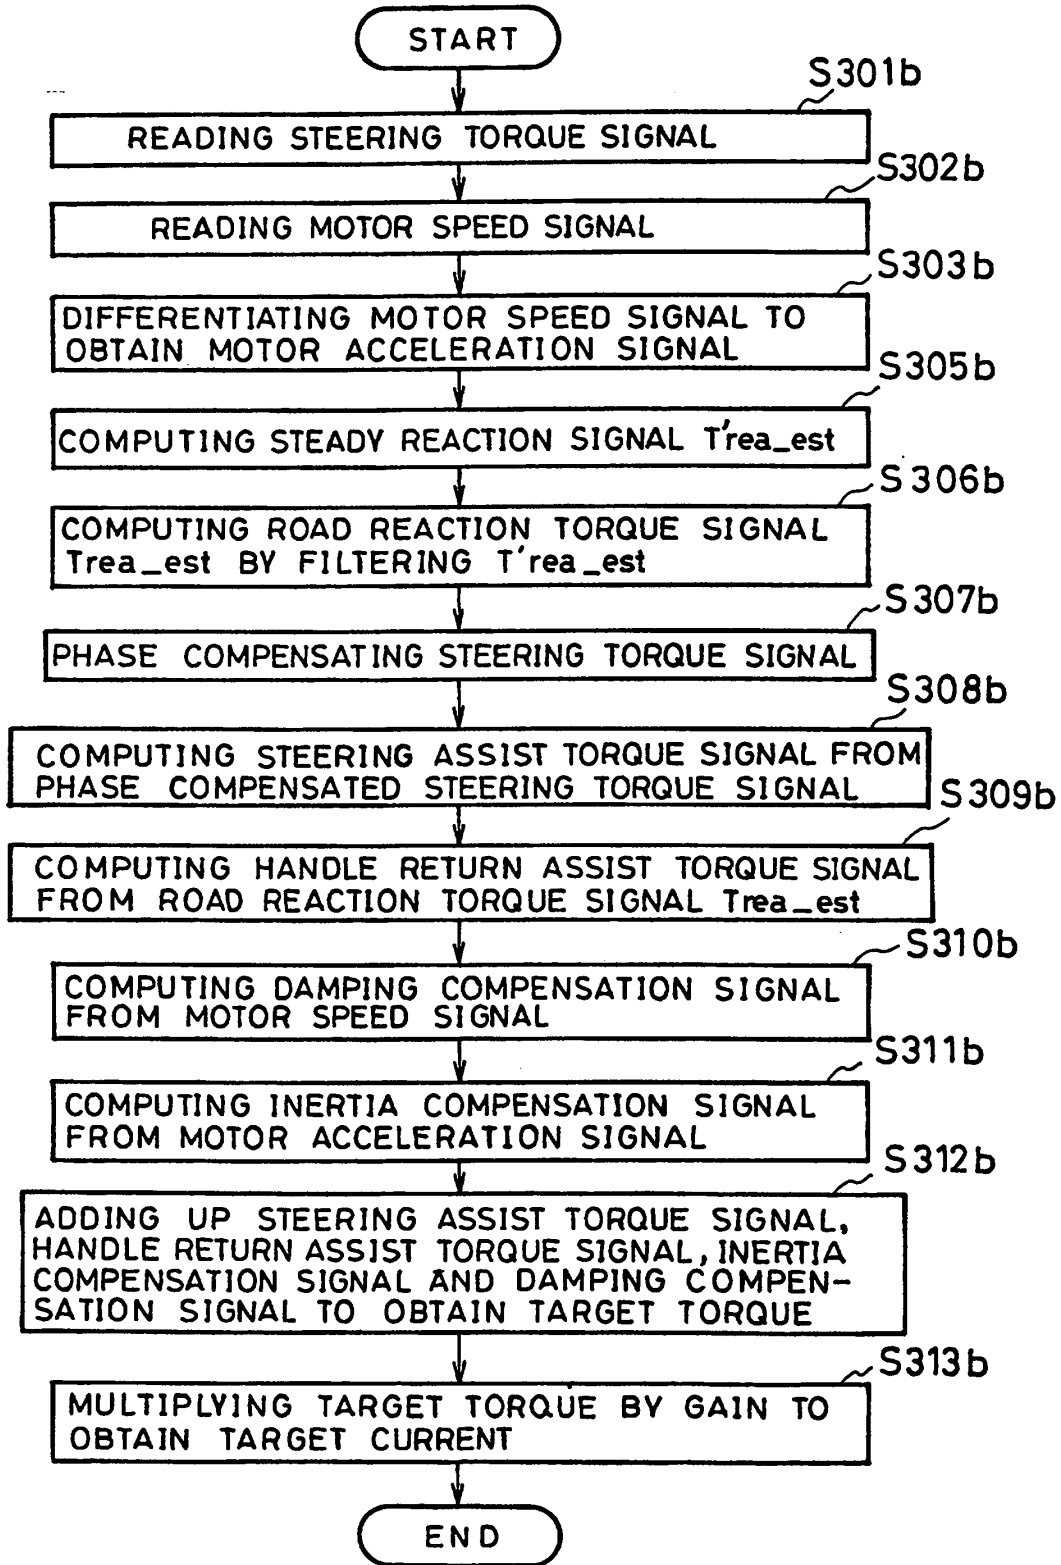 START
S301b
READING STEERING TORQUE SIGNAL
S302b
READING MOTOR SPEED SIGNAL
S303b
DIFFERENTIATING MOTOR SPEED SIGNAL TO
OBTAIN MOTOR ACCELERATION SIGNAL
S305b
COMPUTING STEADY REACTION SIGNAL T'rea_est
S306b
COMPUTING ROAD REACTION TORQUE SIGNAL
Trea_est BY FILTERING T'rea_est
S307b
PHASE COMPENSATING STEERING TORQUE SIGNAL
S308b
COMPUTING STEERING ASSIST TORQUE SIGNAL FROM
PHASE COMPENSATED STEERING TORQUE SIGNAL
S309b
COMPUTING HANDLE RETURN ASSIST TORQUE SIGNAL
FROM ROAD REACTION TORQUE SIGNAL Trea_est
S310b
COMPUTING DAMPING COMPENSATION SIGNAL
FROM MOTOR SPEED SIGNAL
S311b
COMPUTING INERTIA COMPENSATION SIGNAL
FROM MOTOR ACCELERATION SIGNAL
S312b
ADDING UP STEERING ASSIST TORQUE SIGNAL,
HANDLE RETURN ASSIST TORQUE SIGNAL, INERTIA
COMPENSATION SIGNAL AND DAMPING COMPEN-
SATION SIGNAL TO OBTAIN TARGET TORQUE
S313b
MULTIPLYING TARGET TORQUE BY GAIN TO
OBTAIN TARGET CURRENT
END